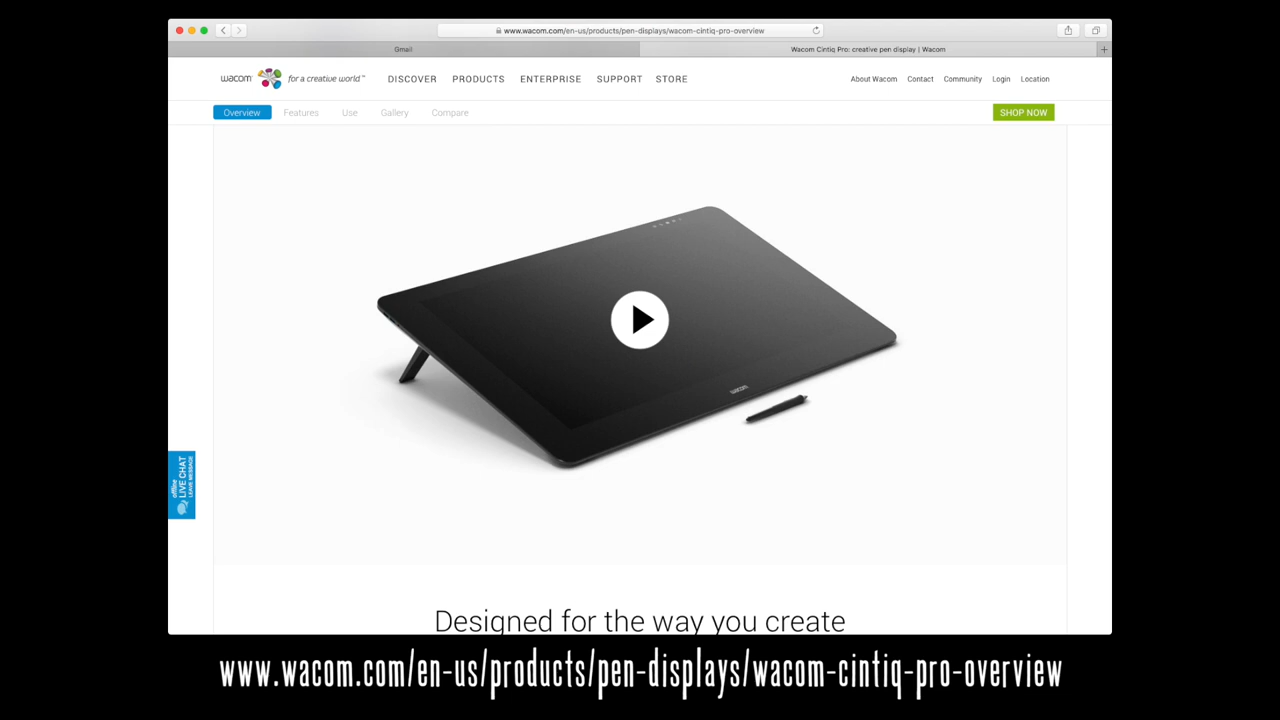 www.wacom.com/en-us/products/pen-displays/wacom-cintiq-pro-overview
Gmail
Wacom Cintiq Pro: creative pen display | Wacom
wacom for a creative world™ DISCOVER PRODUCTS ENTERPRISE SUPPORT STORE About Wacom Contact Community Login Location
Overview Features Use Gallery Compare SHOP NOW
wacom
offline
LIVE CHAT
LEAVE MESSAGE
Designed for the way you create
www.wacom.com/en-us/products/pen-displays/wacom-cintiq-pro-overview